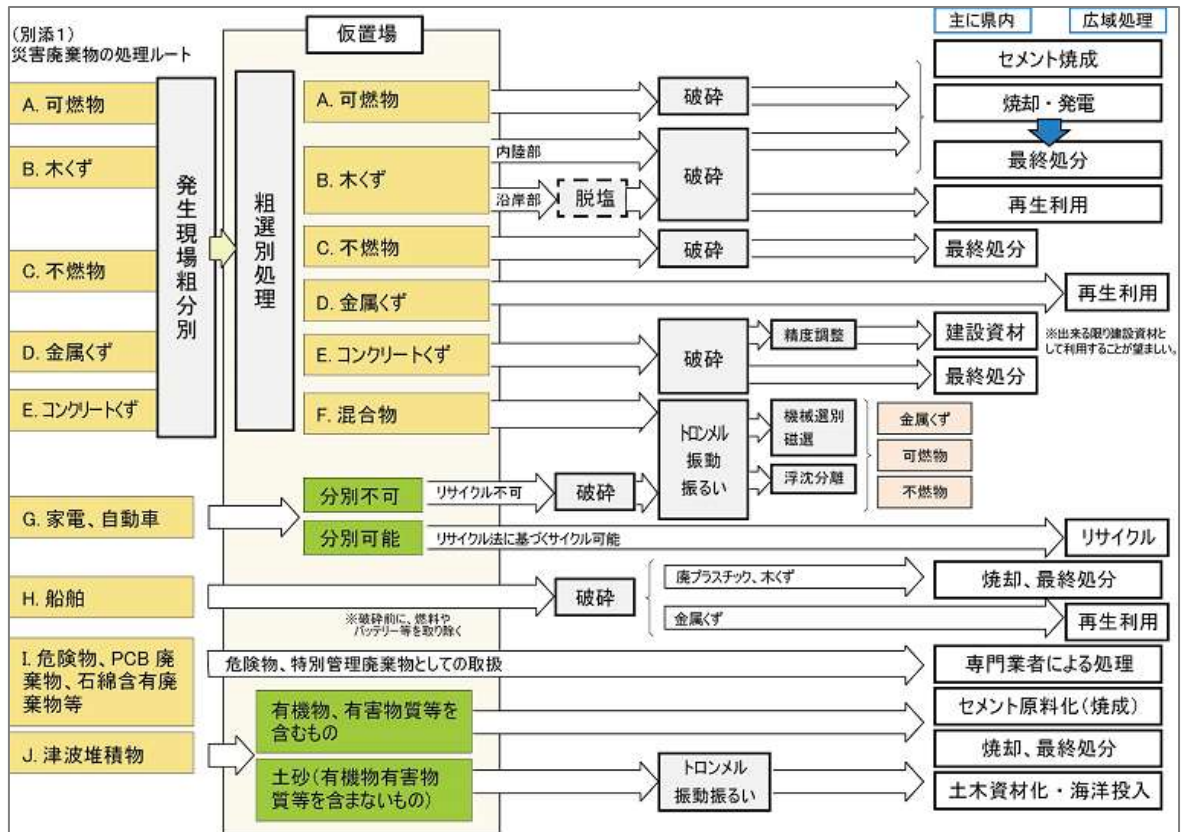 (別添1)
災害廃棄物の処理ルート
仮置場
主に県内
広域処理
A. 可燃物
B. 木くず
C. 不燃物
D. 金属くず
E. コンクリートくず
発生現場粗分別
粗選別処理
A. 可燃物
破砕
セメント焼成
焼却・発電
最終処分
B. 木くず
内陸部
沿岸部
脱塩
破砕
再生利用
C. 不燃物
破砕
最終処分
D. 金属くず
再生利用
E. コンクリートくず
破砕
精度調整
建設資材
※出来る限り建設資材と
して利用することが望ましい。
最終処分
F. 混合物
トロンメル
振動
振るい
機械選別
磁選
浮沈分離
金属くず
可燃物
不燃物
G. 家電、自動車
分別不可
リサイクル不可
破砕
分別可能
リサイクル法に基づくサイクル可能
リサイクル
H. 船舶
※破砕前に、燃料や
バッテリー等を取り除く
破砕
廃プラスチック、木くず
焼却、最終処分
金属くず
再生利用
I. 危険物、PCB 廃
棄物、石綿含有廃
棄物等
危険物、特別管理廃棄物としての取扱
専門業者による処理
J. 津波堆積物
有機物、有害物質等を
含むもの
セメント原料化(焼成)
焼却、最終処分
土砂(有機物有害物
質等を含まないもの)
トロンメル
振動振るい
土木資材化・海洋投入